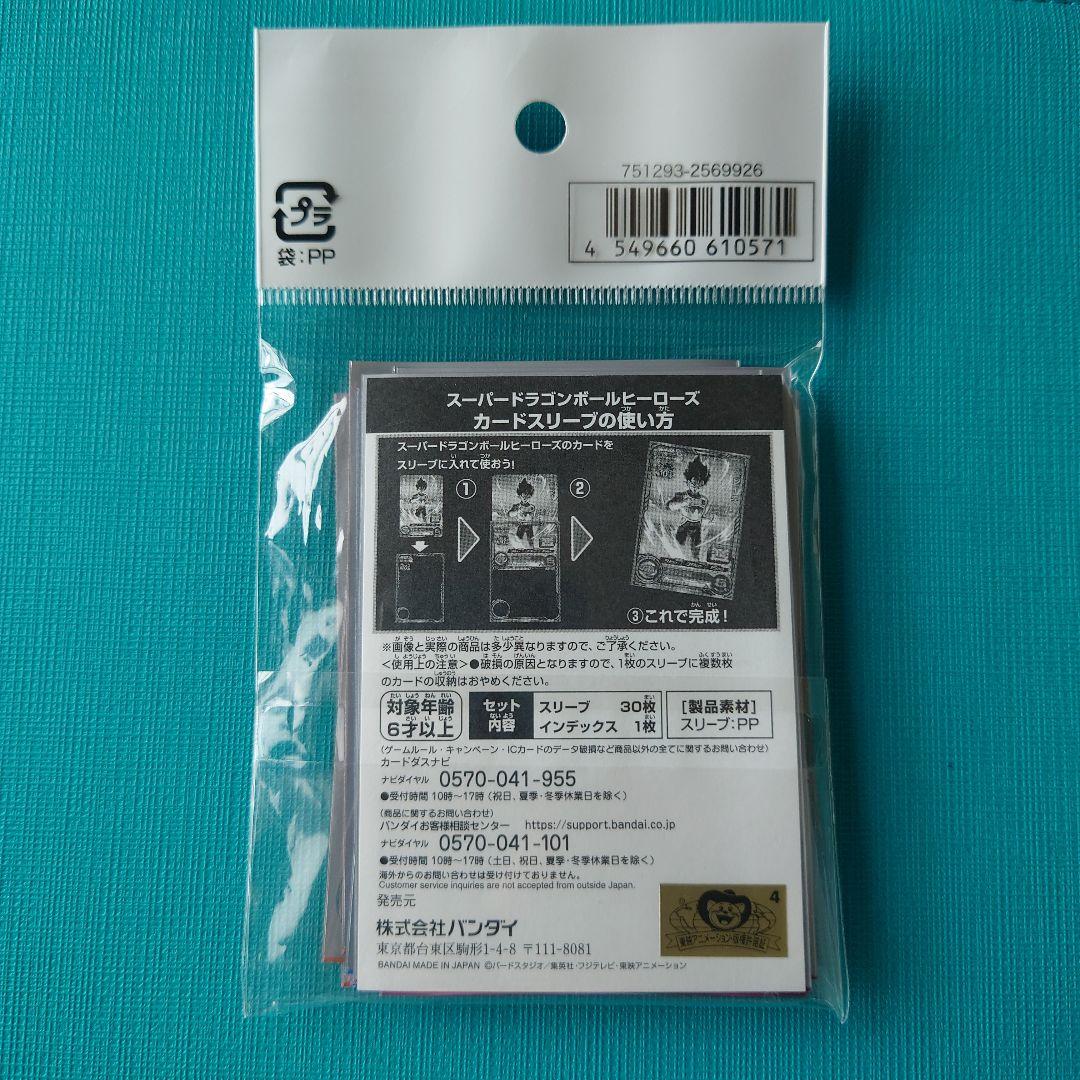 751293-2569926
4 549660 610571
プラ
袋:PP
スーパードラゴンボールヒーローズ
カードスリーブの使い方
スーパードラゴンボールヒーローズのカードを
スリーブに入れて使おう!
① ②
③これで完成!
※画像と実際の商品は多少異なりますので、ご了承ください。
<使用上の注意>●破損の原因となりますので、1枚のスリーブに複数枚
のカードの収納はおやめください。
対象年齢
6才以上
セット
内容
スリーブ 30枚
インデックス 1枚
[製品素材]
スリーブ:PP
(ゲームルール・キャンペーン・ICカードのデータ破損など商品以外の全てに関するお問い合わせ)
カードダスナビ
ナビダイヤル 0570-041-955
●受付時間 10時~17時(祝日、夏季・冬季休業日を除く)
(商品に関するお問い合わせ)
バンダイお客様相談センター https://support.bandai.co.jp
ナビダイヤル 0570-041-101
●受付時間 10時~17時(土日、祝日、夏季・冬季休業日を除く)
海外からのお問い合わせは受け付けておりません。
Customer service inquiries are not accepted from outside Japan.
発売元
株式会社バンダイ
東京都台東区駒形1-4-8 〒111-8081
BANDAI MADE IN JAPAN ©バードスタジオ/集英社・フジテレビ・東映アニメーション
4
東映アニメーション・版権許諾証